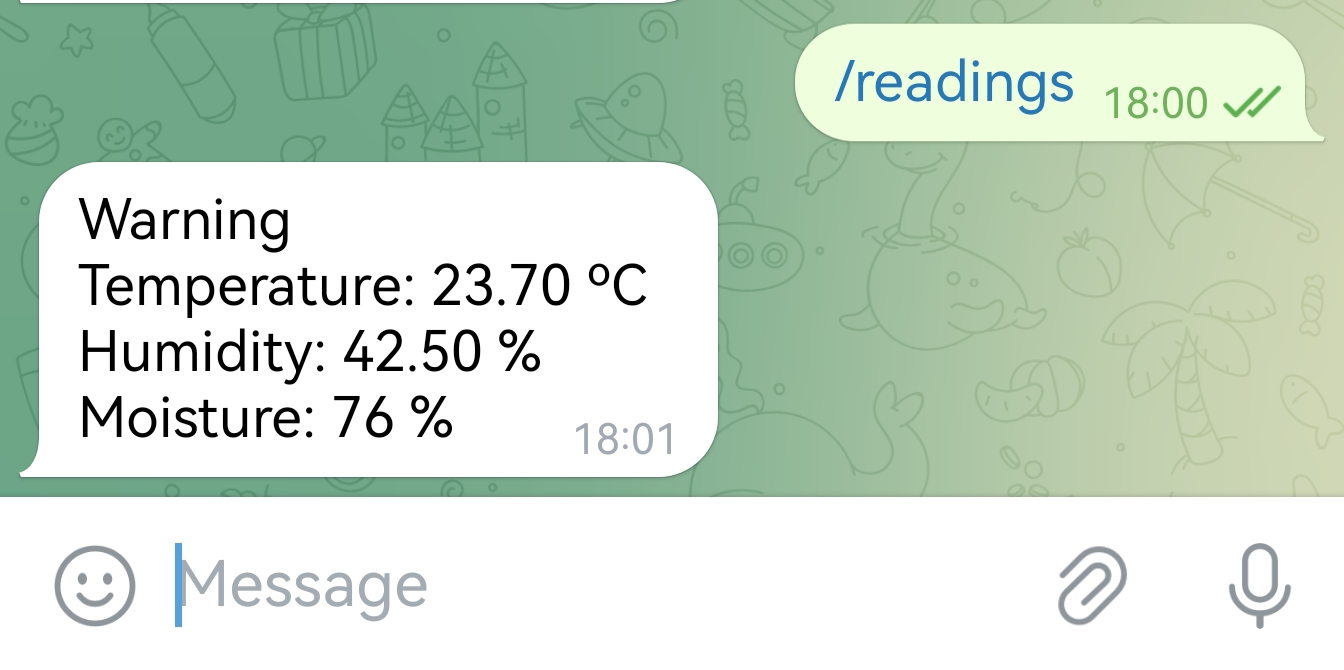 /readings 18:00
Warning
Temperature: 23.70 ºC
Humidity: 42.50 %
Moisture: 76 %
18:01
Message